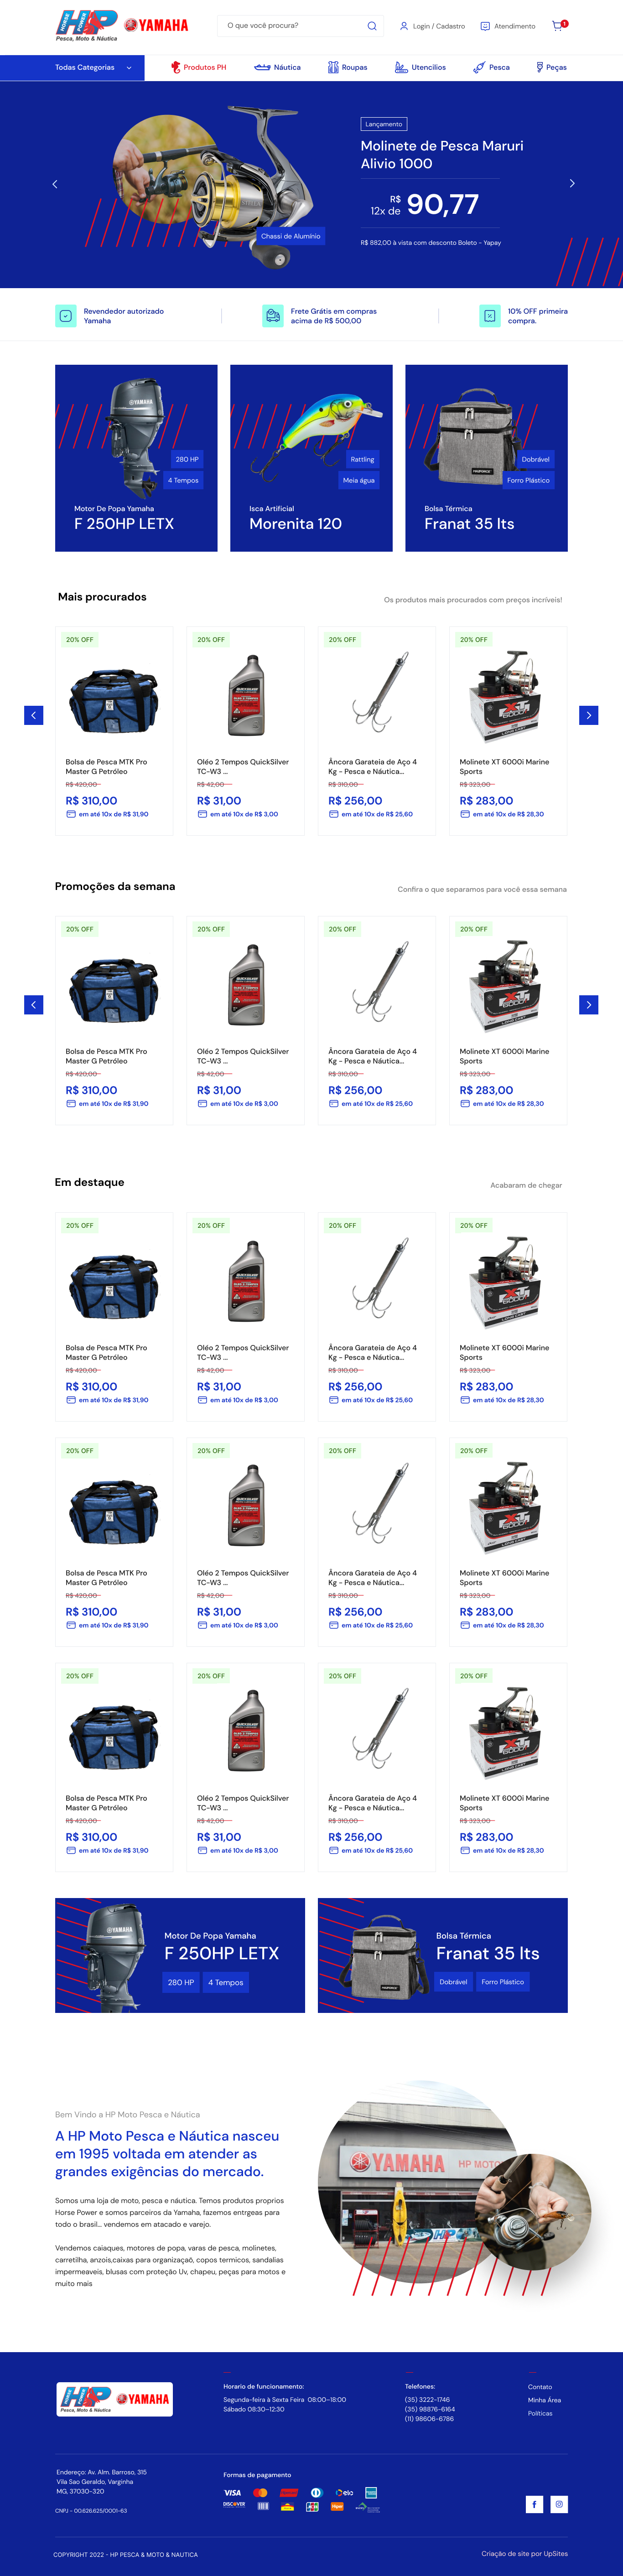 HP
HORSE POWER
Pesca, Moto & Náutica
YAMAHA
O que você procura?
Login / Cadastro
Atendimento
1
Todas Categorias
Produtos PH
Náutica
Roupas
Utencílios
Pesca
Peças
Lançamento
Molinete de Pesca Maruri
Alivio 1000
R$
12x de
90,77
R$ 882,00 à vista com desconto Boleto - Yapay
Chassi de Alumínio
Revendedor autorizado
Yamaha
Frete Grátis em compras
acima de R$ 500,00
10% OFF primeira
compra.
YAMAHA
280 HP
4 Tempos
Motor De Popa Yamaha
F 250HP LETX
Rattling
Meia água
Isca Artificial
Morenita 120
Dobrável
Forro Plástico
Bolsa Térmica
Franat 35 lts
Mais procurados
Os produtos mais procurados com preços incríveis!
20% OFF
Bolsa de Pesca MTK Pro
Master G Petróleo
R$ 420,00
R$ 310,00
em até 10x de R$ 31,90
20% OFF
Oléo 2 Tempos QuickSilver
TC-W3 ...
R$ 42,00
R$ 31,00
em até 10x de R$ 3,00
20% OFF
Âncora Garateia de Aço 4
Kg - Pesca e Náutica...
R$ 310,00
R$ 256,00
em até 10x de R$ 25,60
20% OFF
XT
6000i
Molinete XT 6000i Marine
Sports
R$ 323,00
R$ 283,00
em até 10x de R$ 28,30
Promoções da semana
Confira o que separamos para você essa semana
20% OFF
Bolsa de Pesca MTK Pro
Master G Petróleo
R$ 420,00
R$ 310,00
em até 10x de R$ 31,90
20% OFF
Oléo 2 Tempos QuickSilver
TC-W3 ...
R$ 42,00
R$ 31,00
em até 10x de R$ 3,00
20% OFF
Âncora Garateia de Aço 4
Kg - Pesca e Náutica...
R$ 310,00
R$ 256,00
em até 10x de R$ 25,60
20% OFF
XT
6000i
Molinete XT 6000i Marine
Sports
R$ 323,00
R$ 283,00
em até 10x de R$ 28,30
Em destaque
Acabaram de chegar
20% OFF
Bolsa de Pesca MTK Pro
Master G Petróleo
R$ 420,00
R$ 310,00
em até 10x de R$ 31,90
20% OFF
Oléo 2 Tempos QuickSilver
TC-W3 ...
R$ 42,00
R$ 31,00
em até 10x de R$ 3,00
20% OFF
Âncora Garateia de Aço 4
Kg - Pesca e Náutica...
R$ 310,00
R$ 256,00
em até 10x de R$ 25,60
20% OFF
XT
6000i
Molinete XT 6000i Marine
Sports
R$ 323,00
R$ 283,00
em até 10x de R$ 28,30
20% OFF
Bolsa de Pesca MTK Pro
Master G Petróleo
R$ 420,00
R$ 310,00
em até 10x de R$ 31,90
20% OFF
Oléo 2 Tempos QuickSilver
TC-W3 ...
R$ 42,00
R$ 31,00
em até 10x de R$ 3,00
20% OFF
Âncora Garateia de Aço 4
Kg - Pesca e Náutica...
R$ 310,00
R$ 256,00
em até 10x de R$ 25,60
20% OFF
XT
6000i
Molinete XT 6000i Marine
Sports
R$ 323,00
R$ 283,00
em até 10x de R$ 28,30
20% OFF
Bolsa de Pesca MTK Pro
Master G Petróleo
R$ 420,00
R$ 310,00
em até 10x de R$ 31,90
20% OFF
Oléo 2 Tempos QuickSilver
TC-W3 ...
R$ 42,00
R$ 31,00
em até 10x de R$ 3,00
20% OFF
Âncora Garateia de Aço 4
Kg - Pesca e Náutica...
R$ 310,00
R$ 256,00
em até 10x de R$ 25,60
20% OFF
XT
6000i
Molinete XT 6000i Marine
Sports
R$ 323,00
R$ 283,00
em até 10x de R$ 28,30
YAMAHA
Motor De Popa Yamaha
F 250HP LETX
280 HP
4 Tempos
Bolsa Térmica
Franat 35 lts
Dobrável
Forro Plástico
Bem Vindo a HP Moto Pesca e Náutica
A HP Moto Pesca e Náutica nasceu
em 1995 voltada em atender as
grandes exigências do mercado.
Somos uma loja de moto, pesca e náutica. Temos produtos proprios
Horse Power e somos parceiros da Yamaha, fazemos entrgeas para
todo o brasil... vendemos em atacado e varejo.
Vendemos caiaques, motores de popa, varas de pesca, molinetes,
carretilha, anzois,caixas para organizaçaõ, copos termicos, sandalias
impermeaveis, blusas com proteção Uv, chapeu, peças para motos e
muito mais
YAMAHA
HP MOTO
HP
Pesca, Moto & Náutica
YAMAHA
Horario de funcionamento:
Segunda-feira à Sexta Feira 08:00–18:00
Sábado 08:30–12:30
Telefones:
(35) 3222-1746
(35) 98876-6164
(11) 98606-6786
Contato
Minha Área
Políticas
Endereço: Av. Alm. Barroso, 315
Vila Sao Geraldo, Varginha
MG, 37030-320
CNPJ - 00.626.625/0001-63
Formas de pagamento
VISA
elo
DISCOVER
JCB
Hiper
COPYRIGHT 2022 - HP PESCA & MOTO & NAUTICA
Criação de site por UpSites